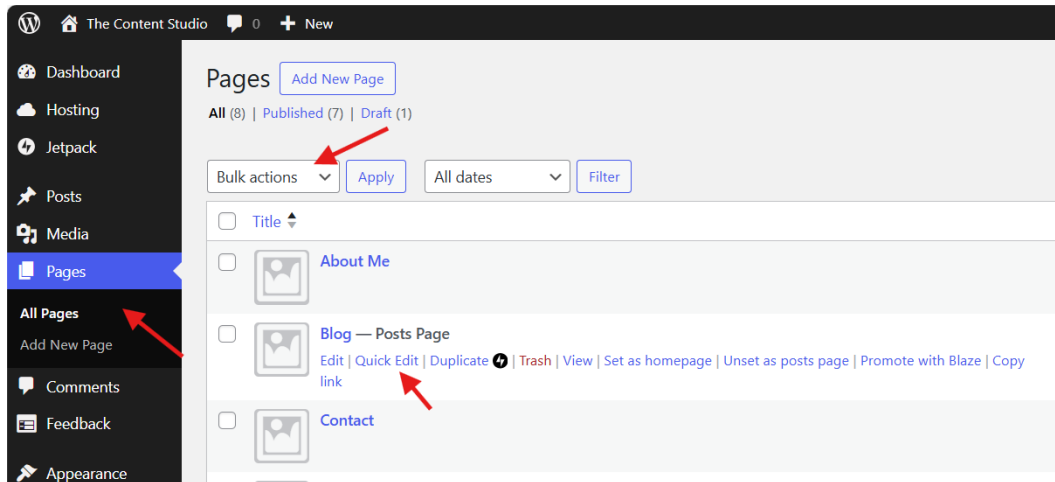 The Content Studio 0 New
Dashboard
Hosting
Jetpack
Posts
Media
Pages
All Pages
Add New Page
Comments
Feedback
Appearance
Pages Add New Page
All (8) | Published (7) | Draft (1)
Bulk actions Apply All dates Filter
Title
About Me
Blog — Posts Page
Edit | Quick Edit | Duplicate | Trash | View | Set as homepage | Unset as posts page | Promote with Blaze | Copy
link
Contact